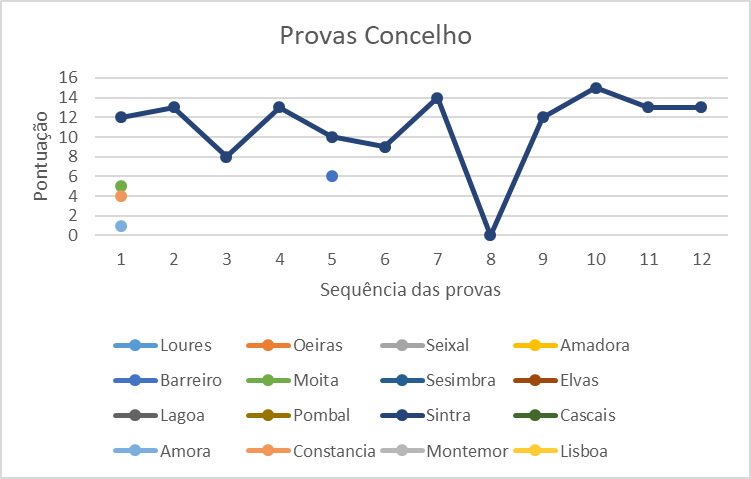 Provas Concelho
16
14
12
10
8
6
4
2
0
Pontuação
1 2 3 4 5 6 7 8 9 10 11 12
Sequência das provas
Loures Oeiras Seixal Amadora
Barreiro Moita Sesimbra Elvas
Lagoa Pombal Sintra Cascais
Amora Constancia Montemor Lisboa